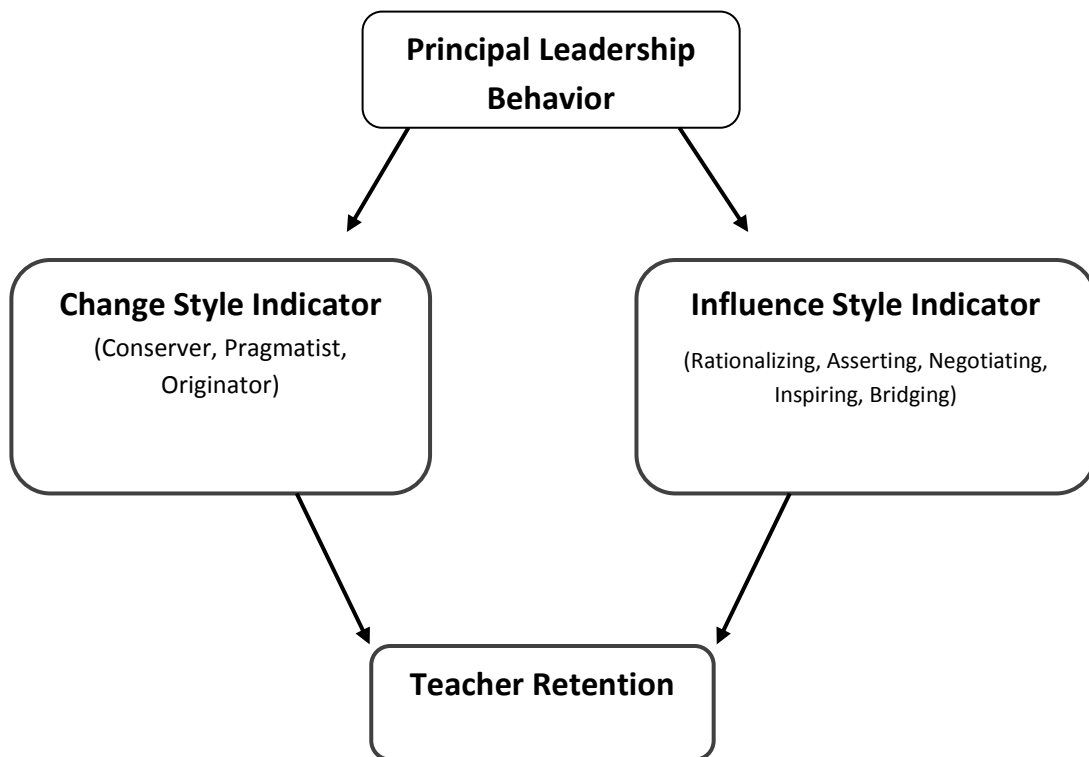 Principal Leadership
Behavior
Change Style Indicator
(Conserver, Pragmatist,
Originator)
Influence Style Indicator
(Rationalizing, Asserting, Negotiating,
Inspiring, Bridging)
Teacher Retention